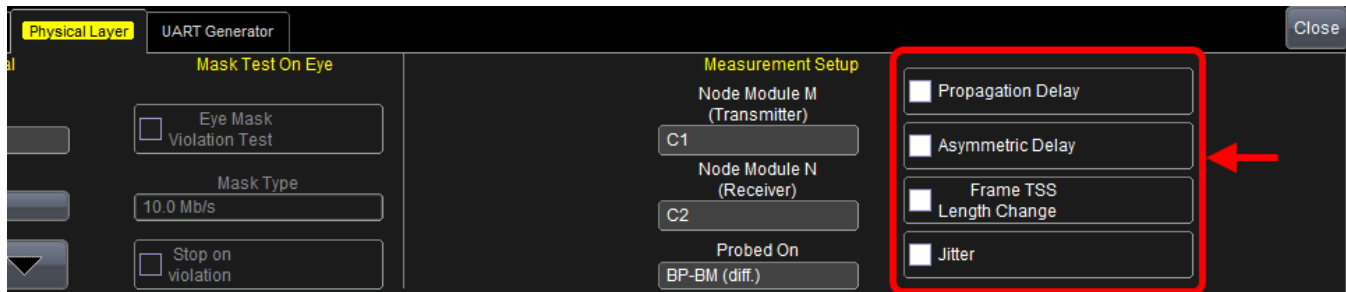 Physical Layer
UART Generator
Close
al
Mask Test On Eye
Eye Mask
Violation Test
Mask Type
10.0 Mb/s
Stop on
violation
Measurement Setup
Node Module M
(Transmitter)
C1
Node Module N
(Receiver)
C2
Probed On
BP-BM (diff.)
Propagation Delay
Asymmetric Delay
Frame TSS
Length Change
Jitter